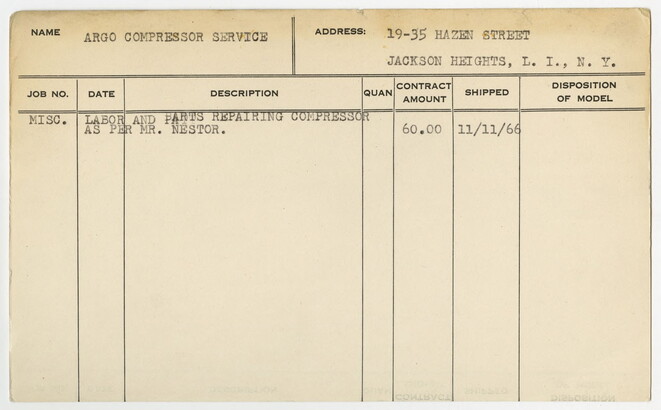 NAME ARGO COMPRESSOR SERVICE ADDRESS: 19-35 HAZEN STREET
JACKSON HEIGHTS, L. I., N. Y.
JOB NO. DATE DESCRIPTION QUAN CONTRACT AMOUNT SHIPPED DISPOSITION OF MODEL
MISC. LABOR AND PARTS REPAIRING COMPRESSOR
AS PER MR. NESTOR. 60.00 11/11/66